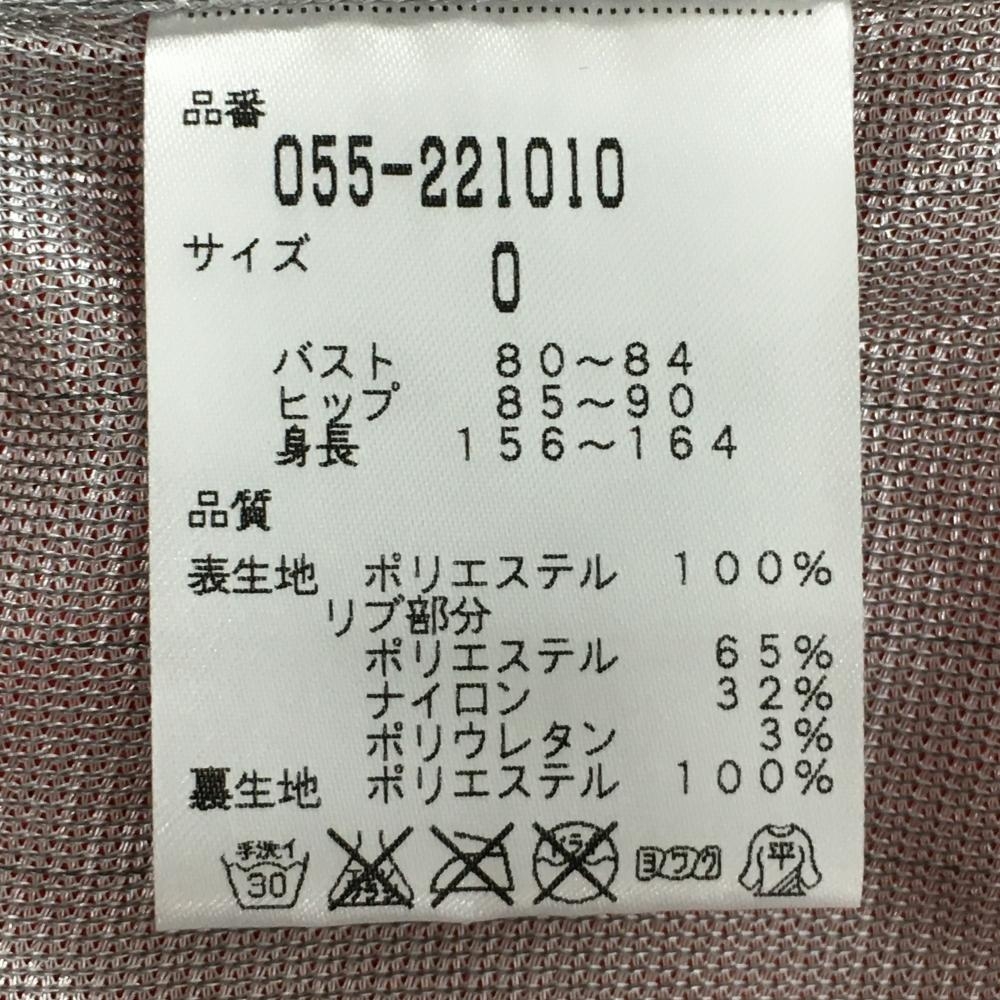 品番
055-221010
サイズ
0
バスト 80～84
ヒップ 85～90
身長 156～164
品質
表生地 ポリエステル 100%
リブ部分
ポリエステル 65%
ナイロン 32%
ポリウレタン 3%
裏生地 ポリエステル 100%
手洗イ 30 ヨワク 平